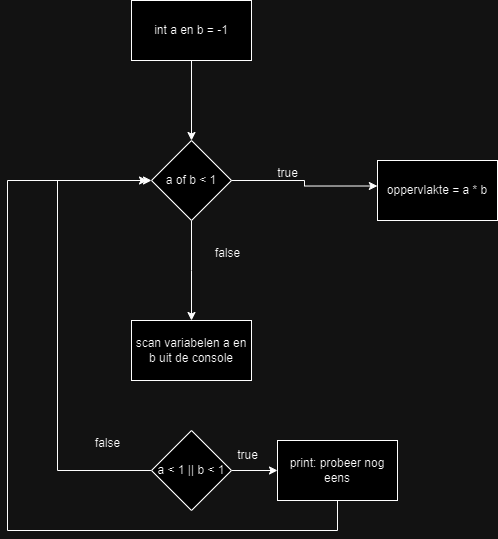 int a en b = -1
a of b < 1
true
oppervlakte = a * b
false
scan variabelen a en
b uit de console
false
a < 1 || b < 1
true
print: probeer nog
eens